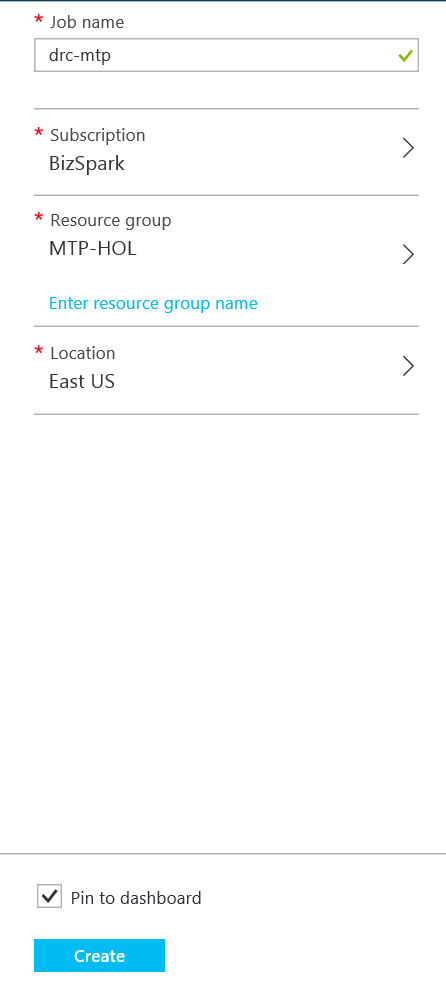 * Job name
drc-mtp
* Subscription
BizSpark
* Resource group
MTP-HOL
Enter resource group name
* Location
East US
Pin to dashboard
Create